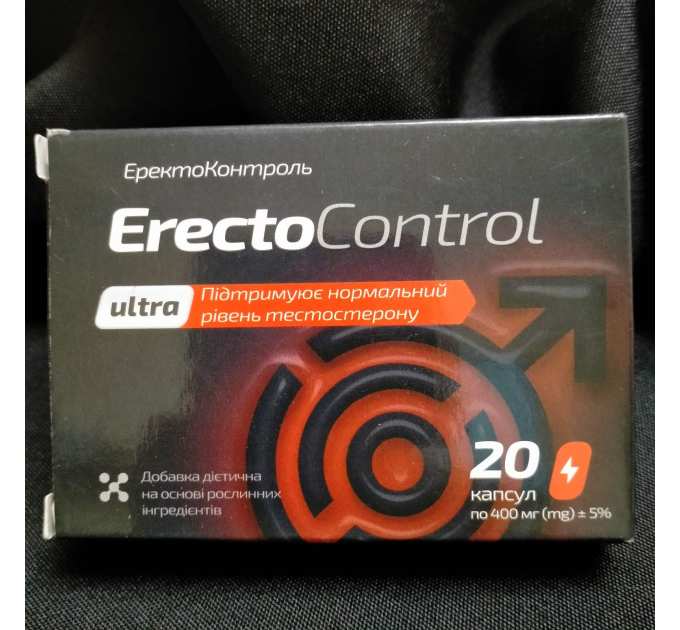 ЕректоКонтроль
ErectoControl
ultra
Підтримуює нормальний
рівень тестостерону
20
капсул
по 400 мг (mg) ± 5%
Добавка дієтична
на основі рослинних
інгредієнтів